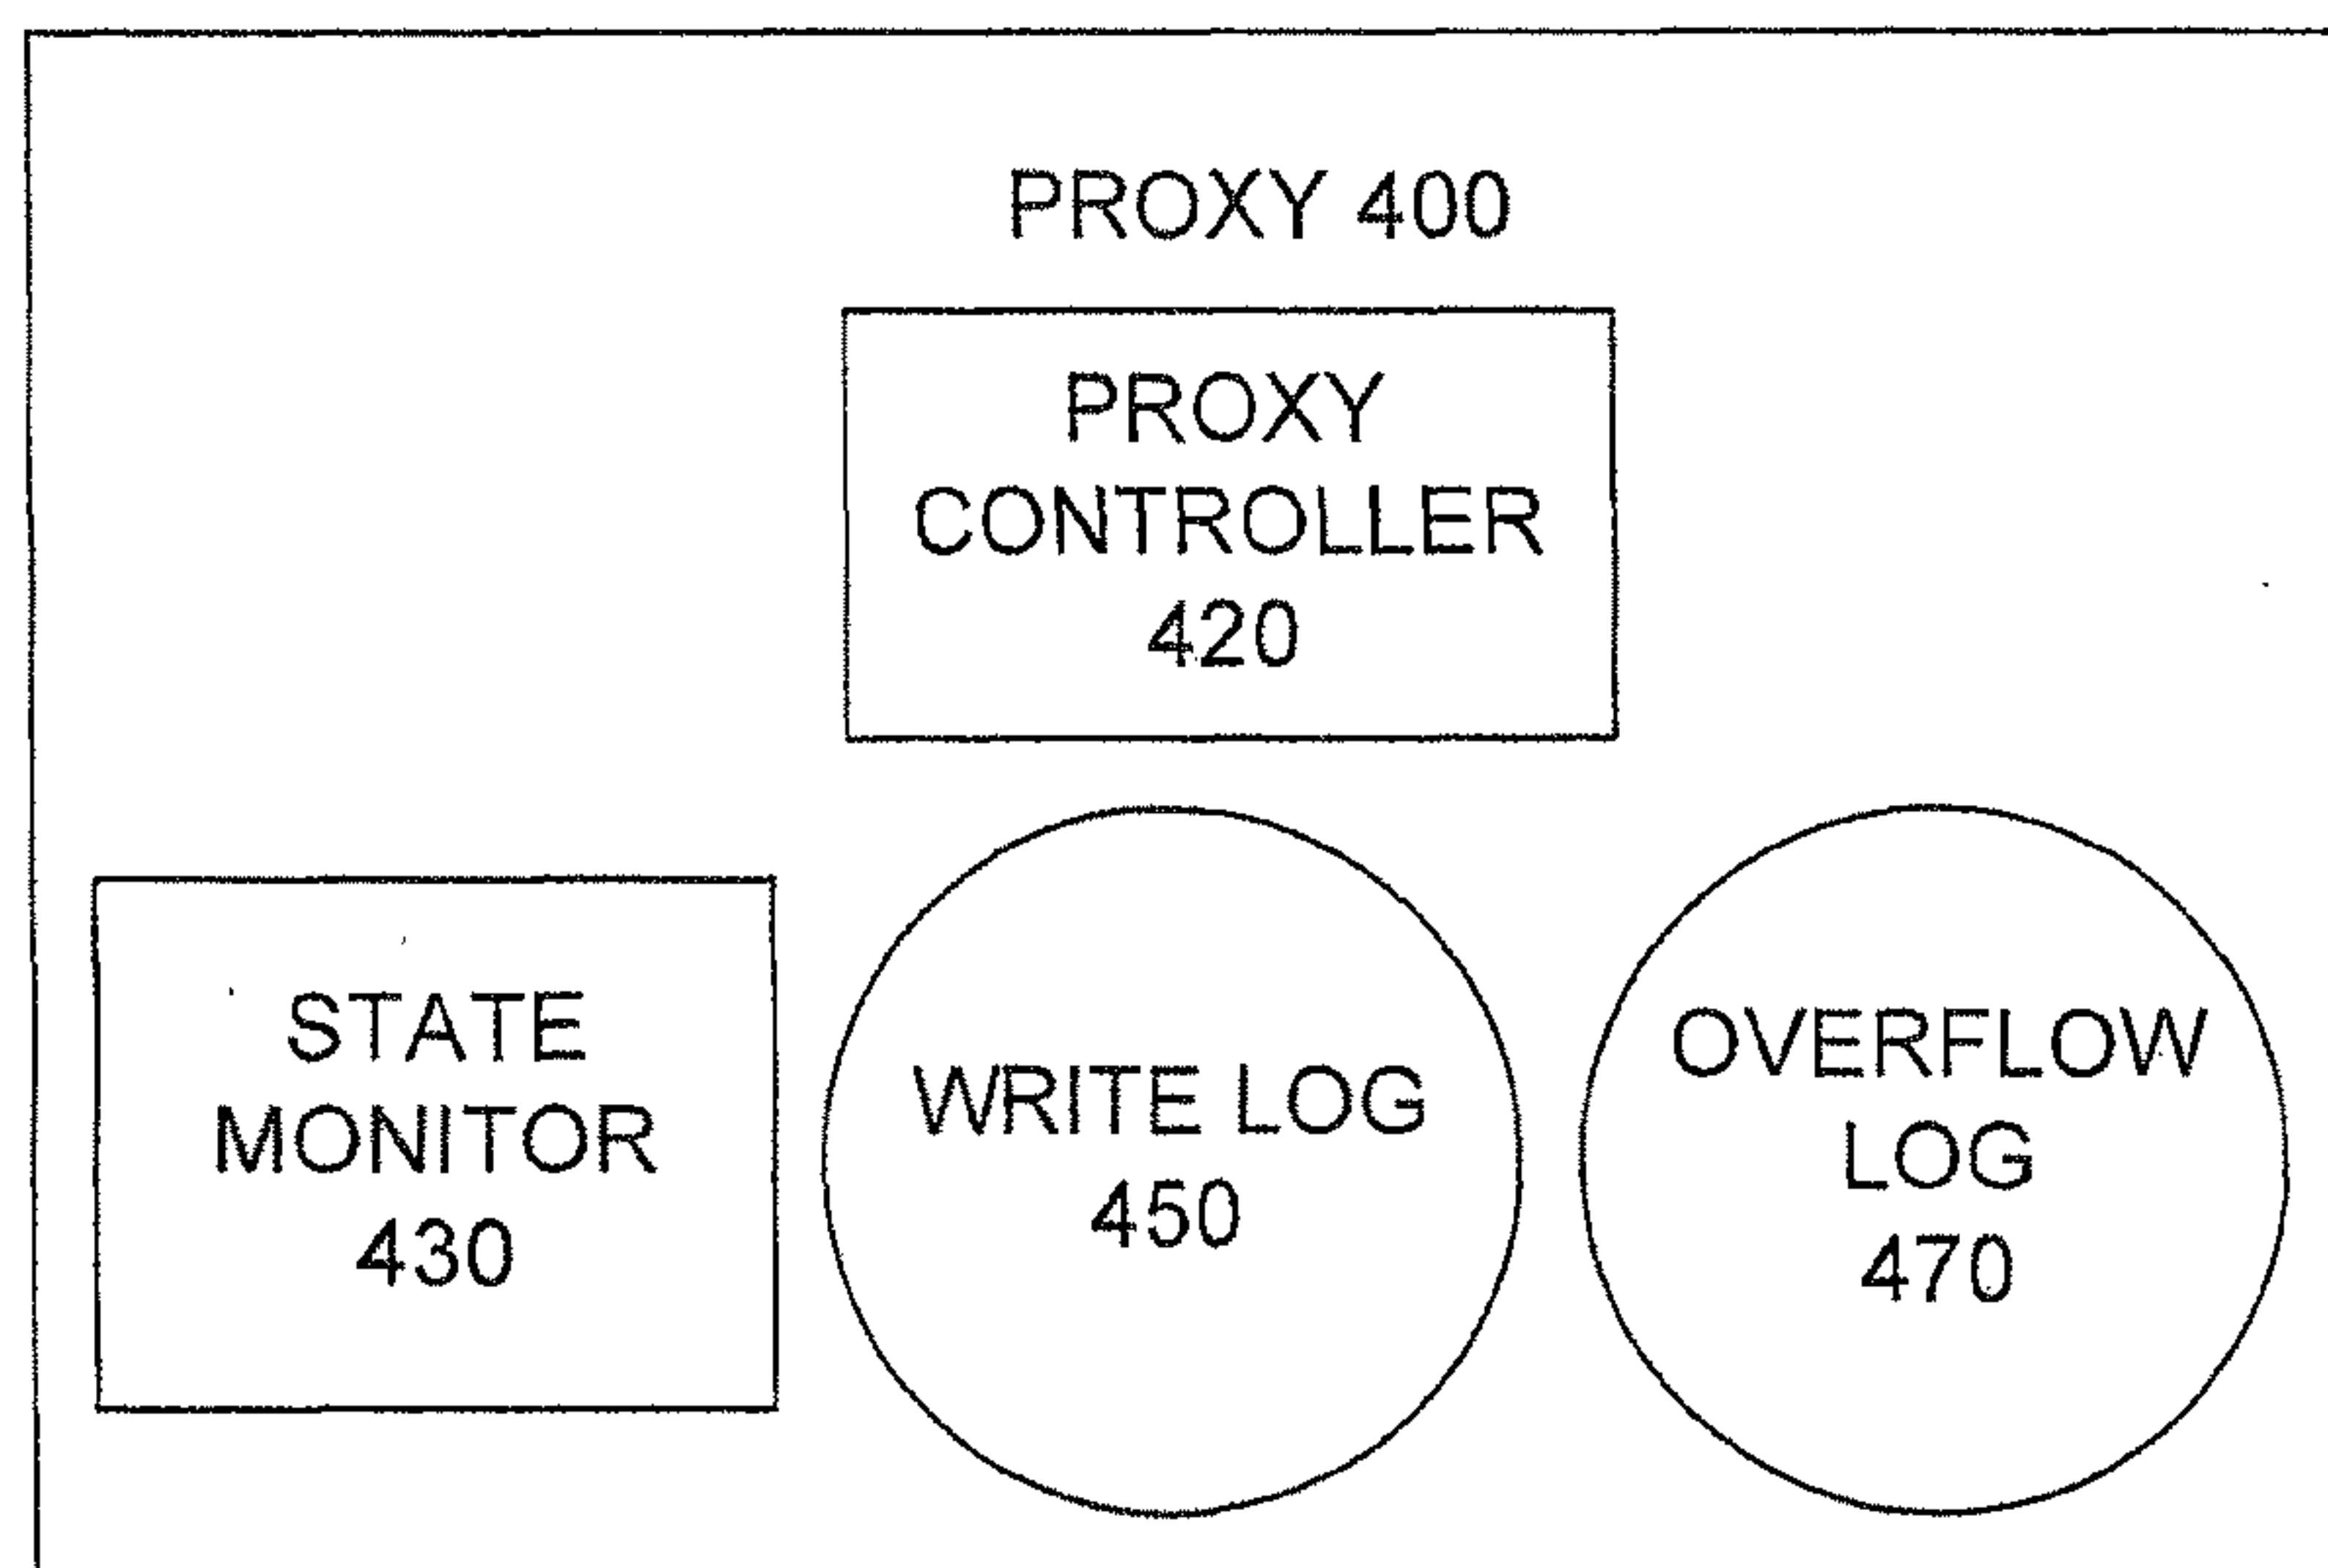 PROXY 400
PROXY
CONTROLLER
420
STATE
MONITOR
430
WRITE LOG
450
OVERFLOW
LOG
470